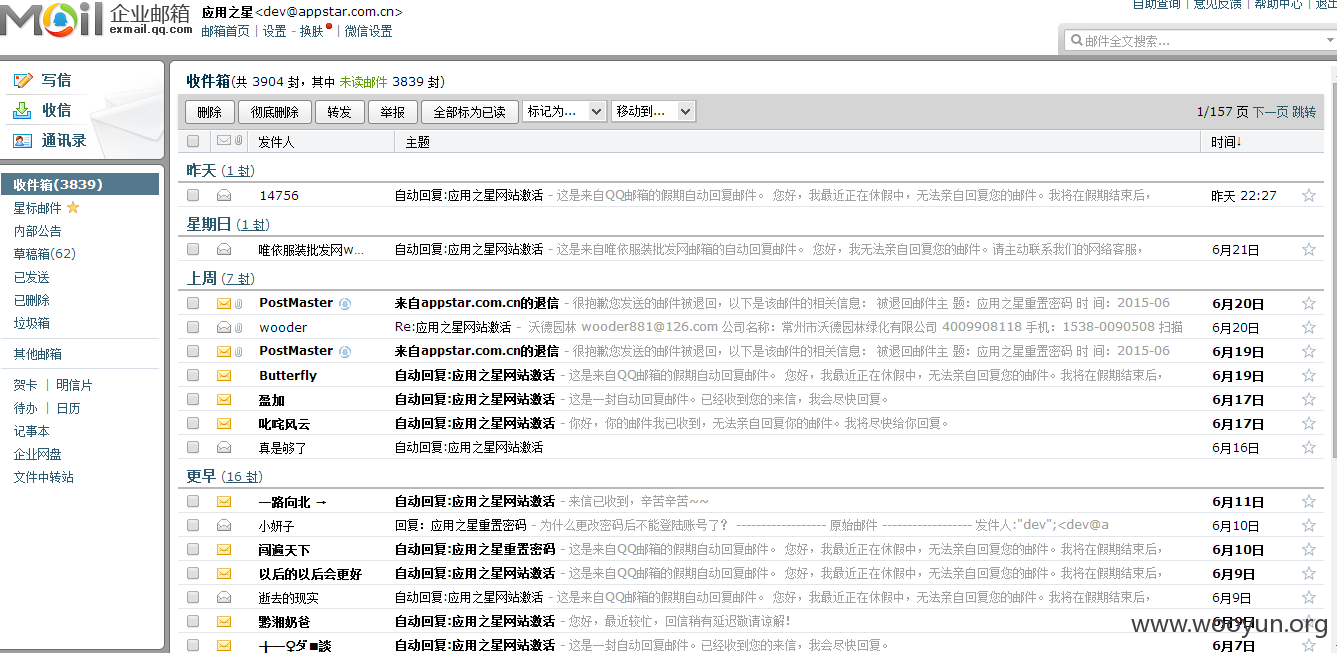 Mail 企业邮箱 exmail.qq.com
应用之星<dev@appstar.com.cn>
邮箱首页 | 设置 - 换肤 | 微信设置
自助查询 | 意见反馈 | 帮助中心 | 退出
邮件全文搜索...
写信
收信
通讯录
收件箱(3839)
星标邮件
内部公告
草稿箱(62)
已发送
已删除
垃圾箱
其他邮箱
贺卡 | 明信片
待办 | 日历
记事本
企业网盘
文件中转站
收件箱(共 3904 封，其中 未读邮件 3839 封)
删除 彻底删除 转发 举报 全部标为已读 标记为... 移动到... 1/157 页 下一页 跳转
发件人 主题 时间↓
昨天 (1 封)
14756 自动回复:应用之星网站激活 - 这是来自QQ邮箱的假期自动回复邮件。 您好，我最近正在休假中，无法亲自回复您的邮件。我将在假期结束后， 昨天 22:27
星期日 (1 封)
唯依服装批发网w... 自动回复:应用之星网站激活 - 这是来自唯依服装批发网邮箱的自动回复邮件。 您好，我无法亲自回复您的邮件。请主动联系我们的网络客服， 6月21日
上周 (7 封)
PostMaster 来自appstar.com.cn的退信 - 很抱歉您发送的邮件被退回，以下是该邮件的相关信息： 被退回邮件主 题：应用之星重置密码 时 间：2015-06 6月20日
wooder Re:应用之星网站激活 - 沃德园林 wooder881@126.com 公司名称：常州市沃德园林绿化有限公司 4009908118 手机：1538-0090508 扫描 6月20日
PostMaster 来自appstar.com.cn的退信 - 很抱歉您发送的邮件被退回，以下是该邮件的相关信息： 被退回邮件主 题：应用之星重置密码 时 间：2015-06 6月19日
Butterfly 自动回复:应用之星网站激活 - 这是来自QQ邮箱的假期自动回复邮件。 您好，我最近正在休假中，无法亲自回复您的邮件。我将在假期结束后， 6月19日
盈加 自动回复:应用之星网站激活 - 这是一封自动回复邮件。已经收到您的来信，我会尽快回复。 6月17日
叱咤风云 自动回复:应用之星网站激活 - 你好，你的邮件我已收到，无法亲自回复你的邮件。我将尽快给你回复。 6月17日
真是够了 自动回复:应用之星网站激活 6月16日
更早 (16 封)
一路向北 → 自动回复:应用之星网站激活 - 来信已收到，辛苦辛苦~~ 6月11日
小妍子 回复：应用之星重置密码 - 为什么更改密码后不能登陆账号了？ ------------------ 原始邮件 ------------------ 发件人:"dev";<dev@a 6月10日
闯遍天下 自动回复:应用之星重置密码 - 这是来自QQ邮箱的假期自动回复邮件。 您好，我最近正在休假中，无法亲自回复您的邮件。我将在假期结束后， 6月10日
以后的以后会更好 自动回复:应用之星网站激活 - 这是来自QQ邮箱的假期自动回复邮件。 您好，我最近正在休假中，无法亲自回复您的邮件。我将在假期结束后， 6月9日
逝去的现实 自动回复:应用之星网站激活 - 这是来自QQ邮箱的假期自动回复邮件。 您好，我最近正在休假中，无法亲自回复您的邮件。我将在假期结束后， 6月9日
黔湘奶爸 自动回复:应用之星网站激活 - 您好，最近较忙，回信稍有延迟敬请谅解！ 6月9日
自动回复:应用之星网站激活 - 这是一封自动回复邮件。已经收到您的来信，我会尽快回复。 6月7日
www.wooyun.org